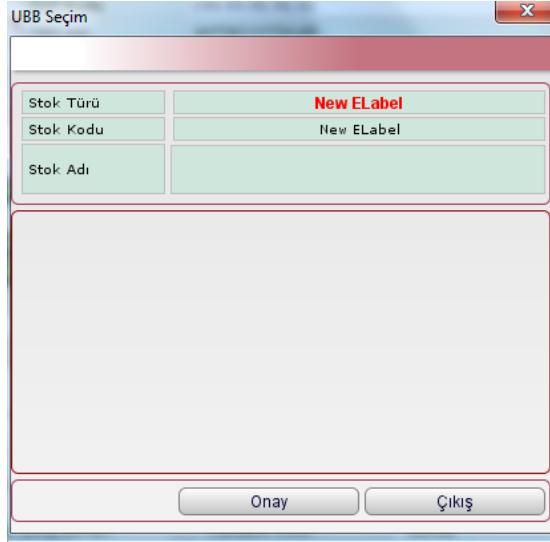 UBB Seçim
Stok Türü New ELabel
Stok Kodu New ELabel
Stok Adı
Onay Çıkış